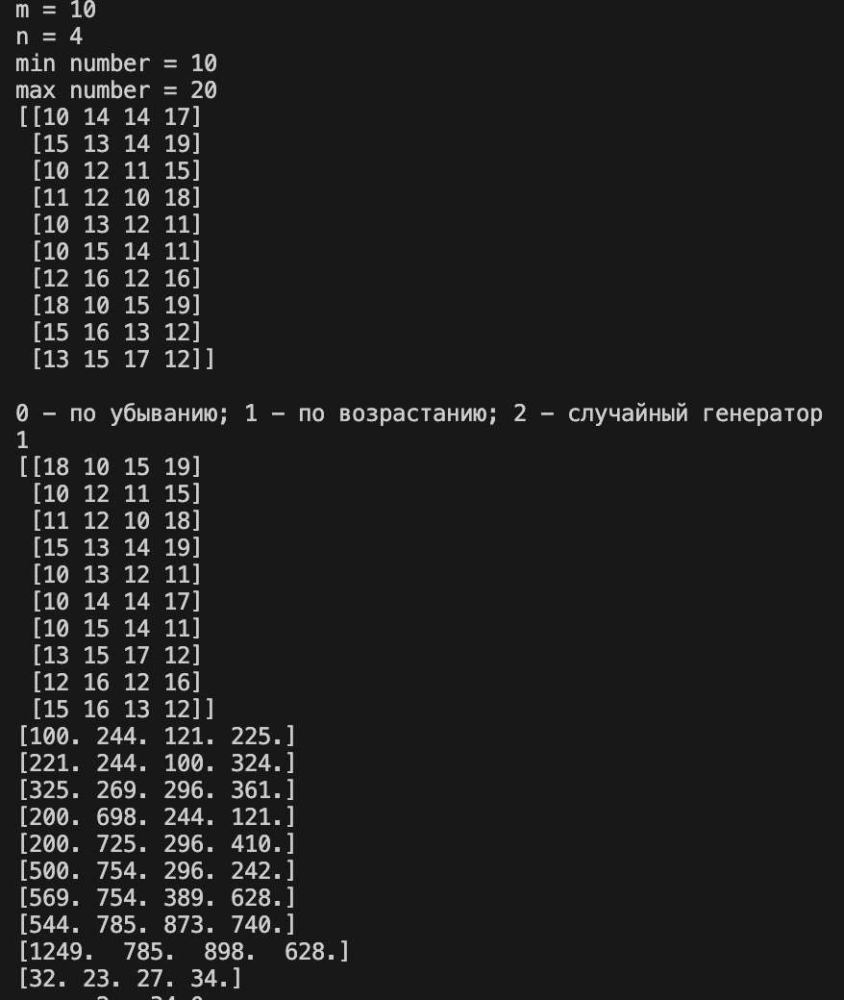 m = 10
n = 4
min number = 10
max number = 20
[[10 14 14 17]
 [15 13 14 19]
 [10 12 11 15]
 [11 12 10 18]
 [10 13 12 11]
 [10 15 14 11]
 [12 16 12 16]
 [18 10 15 19]
 [15 16 13 12]
 [13 15 17 12]]
0 – по убыванию; 1 – по возрастанию; 2 – случайный генератор
1
[[18 10 15 19]
 [10 12 11 15]
 [11 12 10 18]
 [15 13 14 19]
 [10 13 12 11]
 [10 14 14 17]
 [10 15 14 11]
 [13 15 17 12]
 [12 16 12 16]
 [15 16 13 12]]
[100. 244. 121. 225.]
[221. 244. 100. 324.]
[325. 269. 296. 361.]
[200. 698. 244. 121.]
[200. 725. 296. 410.]
[500. 754. 296. 242.]
[569. 754. 389. 628.]
[544. 785. 873. 740.]
[1249.  785.  898.  628.]
[32. 23. 27. 34.]